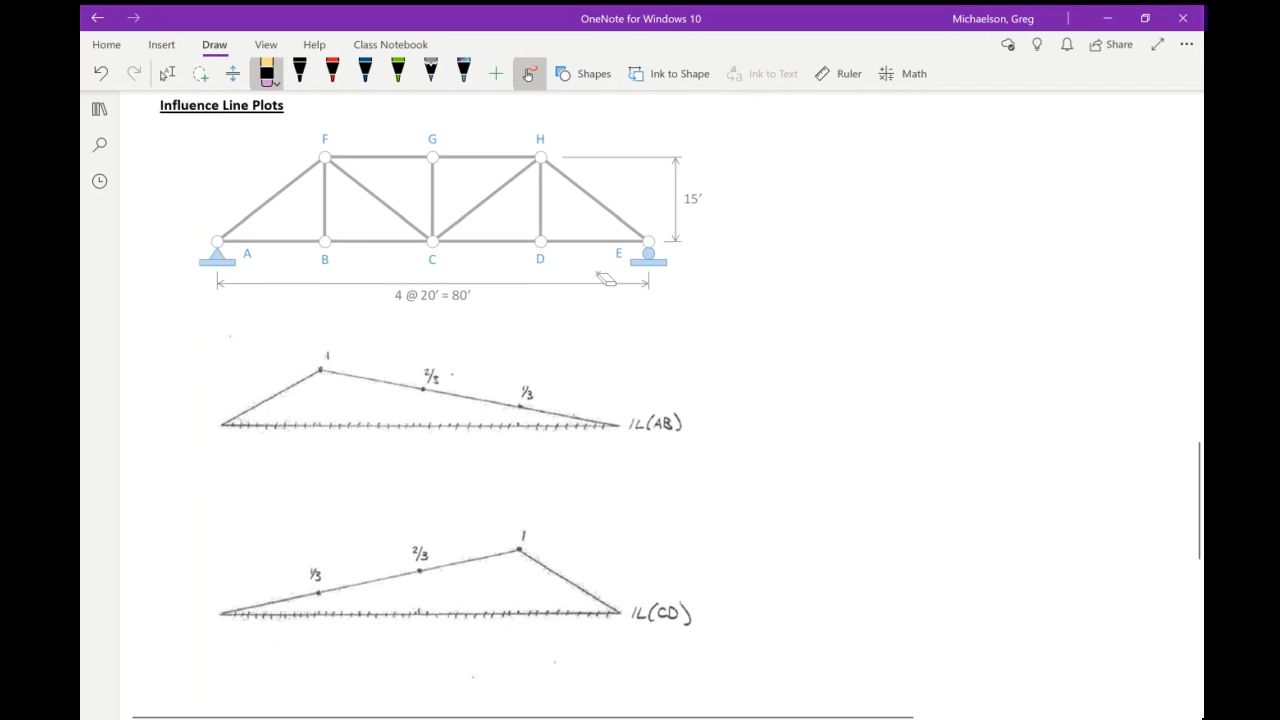 OneNote for Windows 10
Michaelson, Greg
Home Insert Draw View Help Class Notebook
Share
Shapes Ink to Shape Ink to Text Ruler Math
Influence Line Plots
F G H
15'
A B C D E
4 @ 20' = 80'
1
2/3
1/3
IL(AB)
1
2/3
1/3
IL(CD)